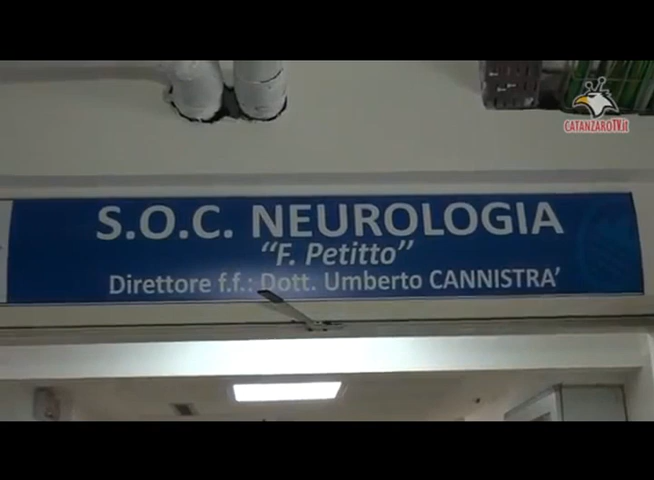 CATANZAROTV.it
S.O.C. NEUROLOGIA
“F. Petitto”
Direttore f.f.: Dott. Umberto CANNISTRA’